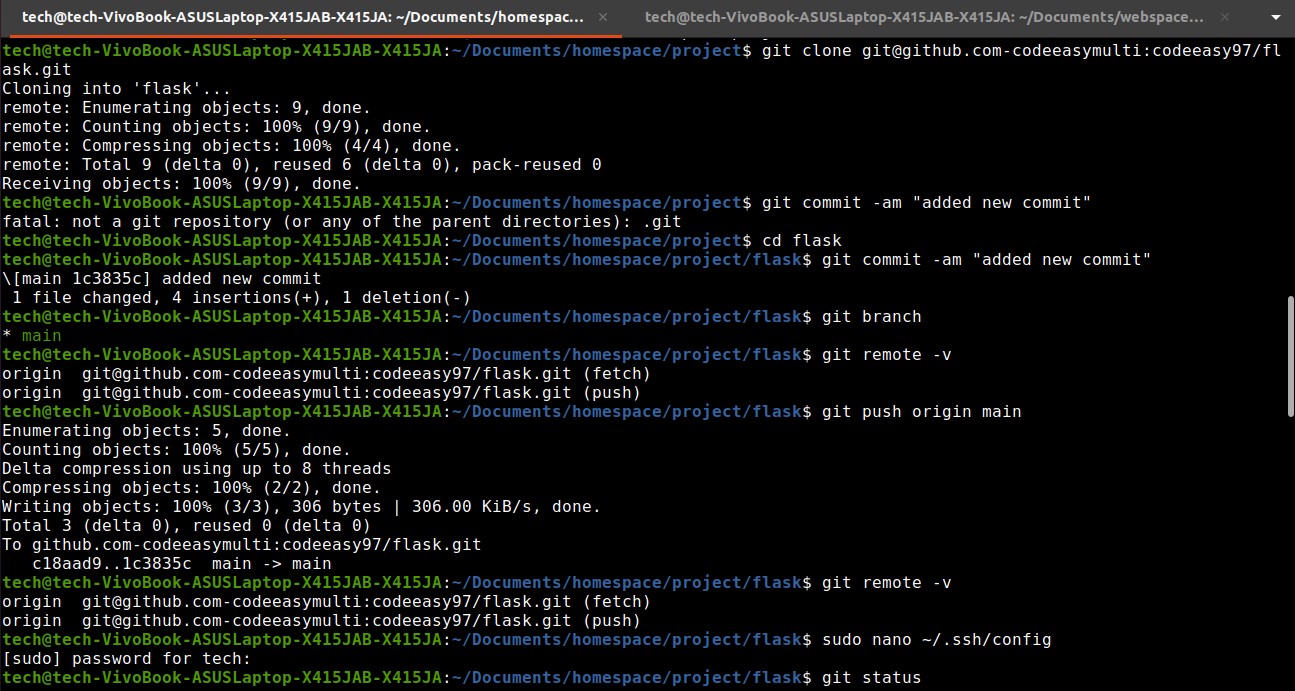 tech@tech-VivoBook-ASUSLaptop-X415JAB-X415JA: ~/Documents/homespac... × tech@tech-VivoBook-ASUSLaptop-X415JAB-X415JA: ~/Documents/webspace... ×
tech@tech-VivoBook-ASUSLaptop-X415JAB-X415JA:~/Documents/homespace/project$ git clone git@github.com-codeeasymulti:codeeasy97/fl
ask.git
Cloning into 'flask'...
remote: Enumerating objects: 9, done.
remote: Counting objects: 100% (9/9), done.
remote: Compressing objects: 100% (4/4), done.
remote: Total 9 (delta 0), reused 6 (delta 0), pack-reused 0
Receiving objects: 100% (9/9), done.
tech@tech-VivoBook-ASUSLaptop-X415JAB-X415JA:~/Documents/homespace/project$ git commit -am "added new commit"
fatal: not a git repository (or any of the parent directories): .git
tech@tech-VivoBook-ASUSLaptop-X415JAB-X415JA:~/Documents/homespace/project$ cd flask
tech@tech-VivoBook-ASUSLaptop-X415JAB-X415JA:~/Documents/homespace/project/flask$ git commit -am "added new commit"
\[main 1c3835c] added new commit
 1 file changed, 4 insertions(+), 1 deletion(-)
tech@tech-VivoBook-ASUSLaptop-X415JAB-X415JA:~/Documents/homespace/project/flask$ git branch
* main
tech@tech-VivoBook-ASUSLaptop-X415JAB-X415JA:~/Documents/homespace/project/flask$ git remote -v
origin  git@github.com-codeeasymulti:codeeasy97/flask.git (fetch)
origin  git@github.com-codeeasymulti:codeeasy97/flask.git (push)
tech@tech-VivoBook-ASUSLaptop-X415JAB-X415JA:~/Documents/homespace/project/flask$ git push origin main
Enumerating objects: 5, done.
Counting objects: 100% (5/5), done.
Delta compression using up to 8 threads
Compressing objects: 100% (2/2), done.
Writing objects: 100% (3/3), 306 bytes | 306.00 KiB/s, done.
Total 3 (delta 0), reused 0 (delta 0)
To github.com-codeeasymulti:codeeasy97/flask.git
   c18aad9..1c3835c  main -> main
tech@tech-VivoBook-ASUSLaptop-X415JAB-X415JA:~/Documents/homespace/project/flask$ git remote -v
origin  git@github.com-codeeasymulti:codeeasy97/flask.git (fetch)
origin  git@github.com-codeeasymulti:codeeasy97/flask.git (push)
tech@tech-VivoBook-ASUSLaptop-X415JAB-X415JA:~/Documents/homespace/project/flask$ sudo nano ~/.ssh/config
[sudo] password for tech:
tech@tech-VivoBook-ASUSLaptop-X415JAB-X415JA:~/Documents/homespace/project/flask$ git status